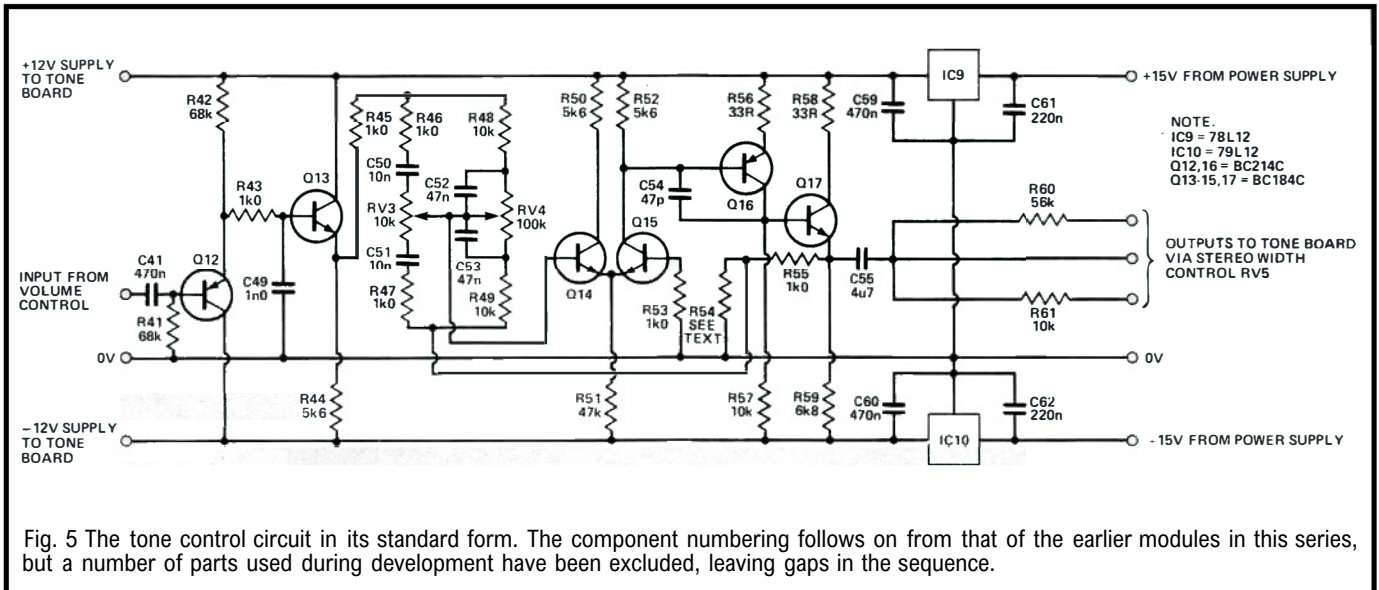 +12V SUPPLY
TO TONE
BOARD
R42
68k
R45
1k0
R46
1k0
R48
10k
R50
5k6
R52
5k6
R56
33R
R58
33R
C59
470n
IC9
C61
220n
+15V FROM POWER SUPPLY
NOTE.
IC9 = 78L12
IC10 = 79L12
Q12,16 = BC214C
Q13-15,17 = BC184C
R43
1k0
Q13
C50
10n
C52
47n
RV3
10k
RV4
100k
C54
47p
Q16
Q17
R60
56k
INPUT FROM
VOLUME
CONTROL
C41
470n
Q12
R41
68k
C49
1n0
C51
10n
C53
47n
R47
1k0
R49
10k
Q15
Q14
R53
1k0
R54
SEE
TEXT
R55
1k0
C55
4u7
R61
10k
OUTPUTS TO TONE BOARD
VIA STEREO WIDTH
CONTROL RV5
0V
0V
R44
5k6
R51
47k
R57
10k
R59
6k8
C60
470n
C62
220n
IC10
-12V SUPPLY
TO TONE
BOARD
-15V FROM POWER SUPPLY
Fig. 5 The tone control circuit in its standard form. The component numbering follows on from that of the earlier modules in this series,
but a number of parts used during development have been excluded, leaving gaps in the sequence.